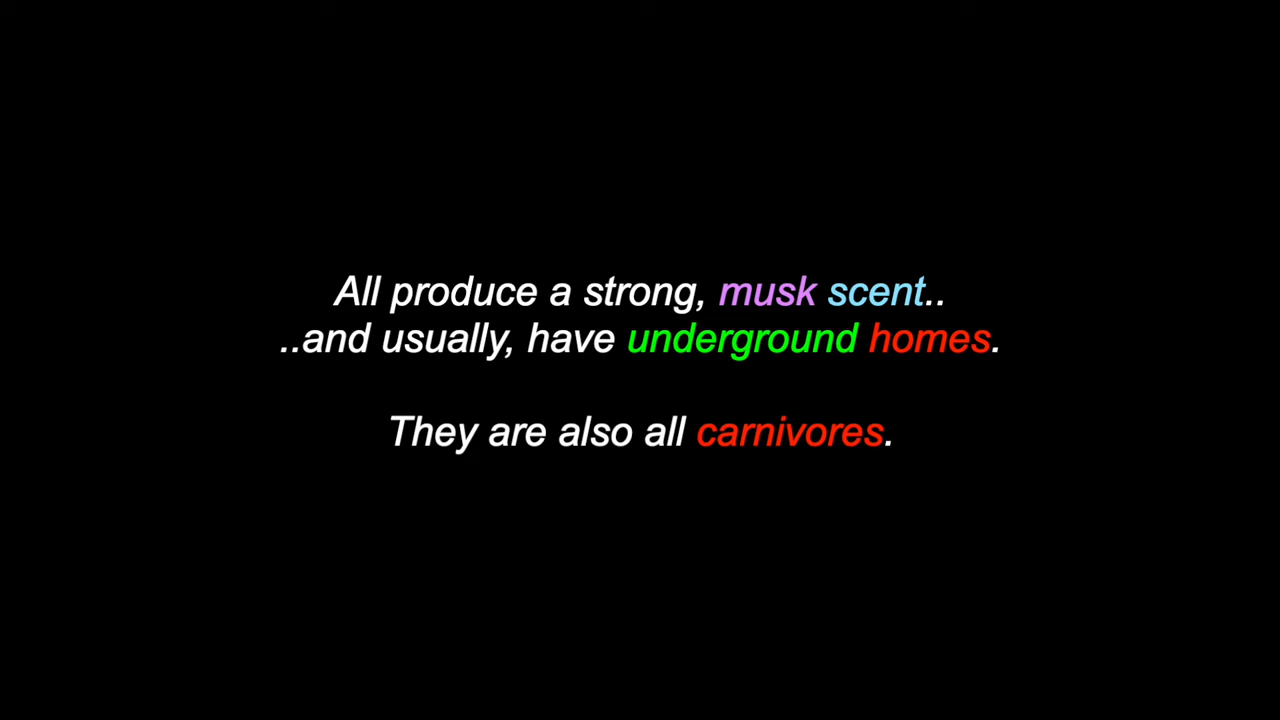 All produce a strong, musk scent..
..and usually, have underground homes.
They are also all carnivores.